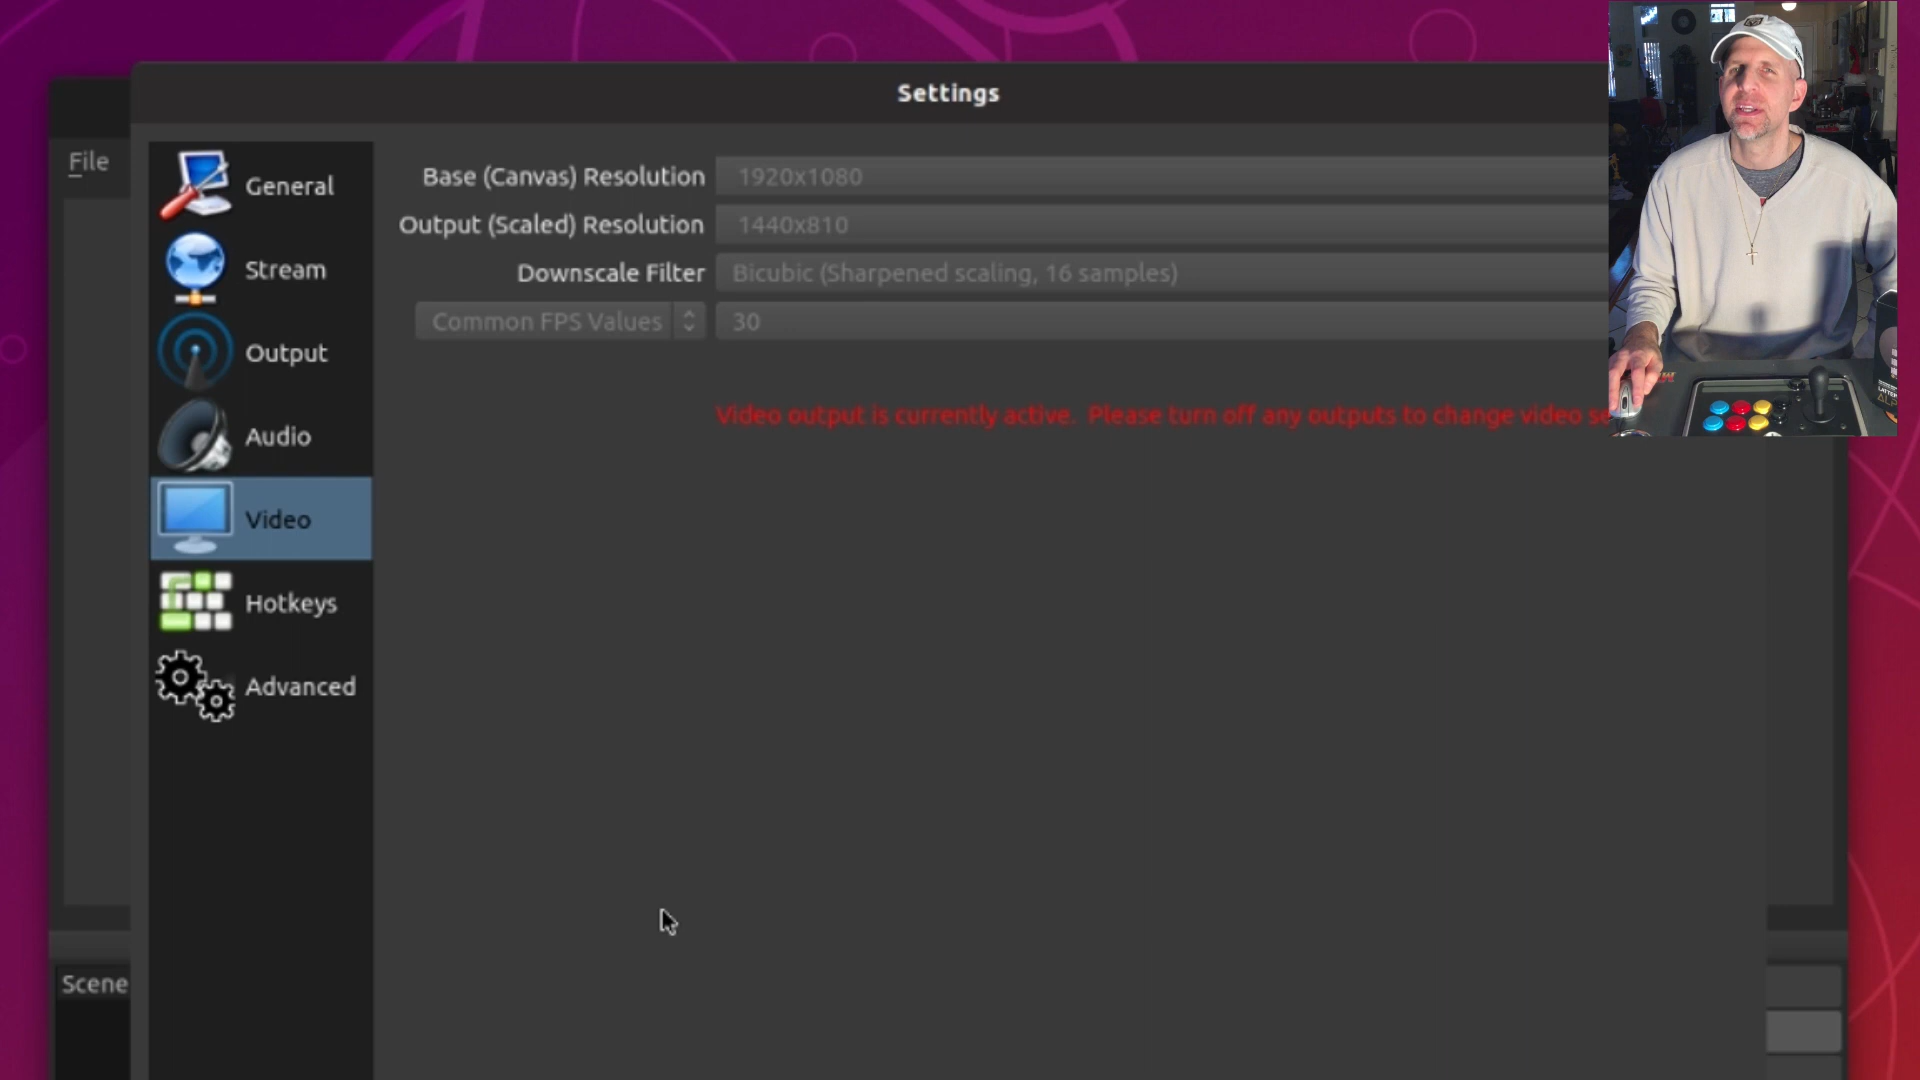 Settings
File
General
Base (Canvas) Resolution 1920x1080
Output (Scaled) Resolution 1440x810
Stream
Downscale Filter Bicubic (Sharpened scaling, 16 samples)
Common FPS Values 30
Output
Video output is currently active. Please turn off any outputs to change video se
Audio
Video
Hotkeys
Advanced
Scene